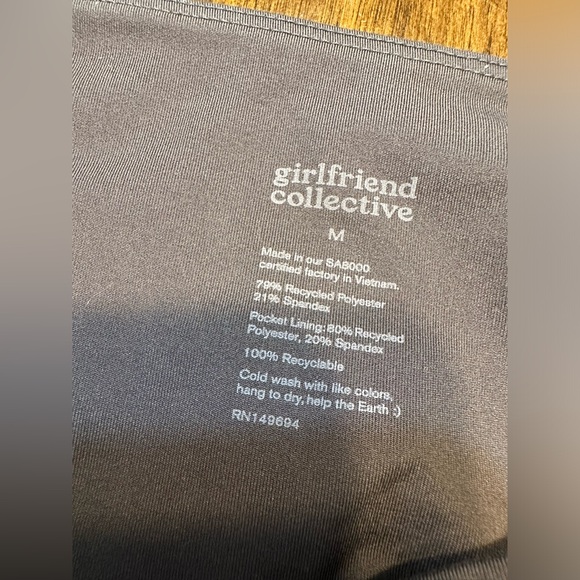 girlfriend
collective
M
Made in our SA8000
certified factory in Vietnam.
79% Recycled Polyester
21% Spandex
Pocket Lining: 80% Recycled
Polyester, 20% Spandex
100% Recyclable
Cold wash with like colors,
hang to dry, help the Earth :)
RN149694